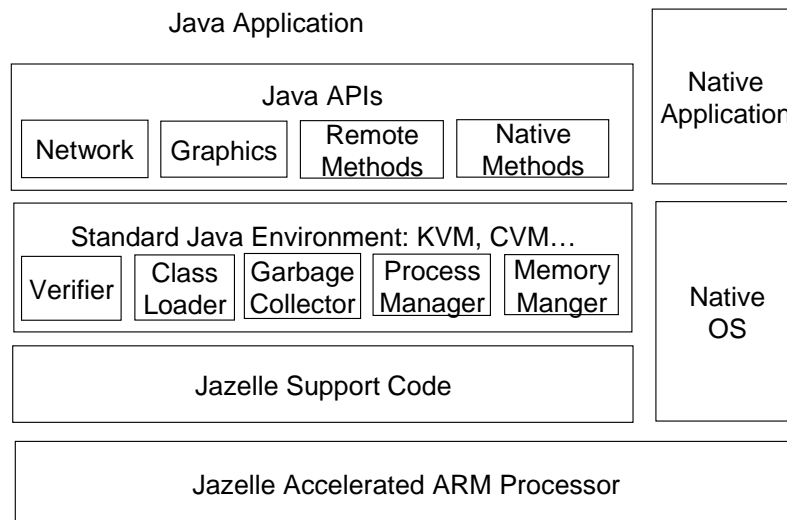 Java Application
Java APIs
Network
Graphics
Remote
Methods
Native
Methods
Native
Application
Standard Java Environment: KVM, CVM…
Verifier
Class
Loader
Garbage
Collector
Process
Manager
Memory
Manger
Native
OS
Jazelle Support Code
Jazelle Accelerated ARM Processor